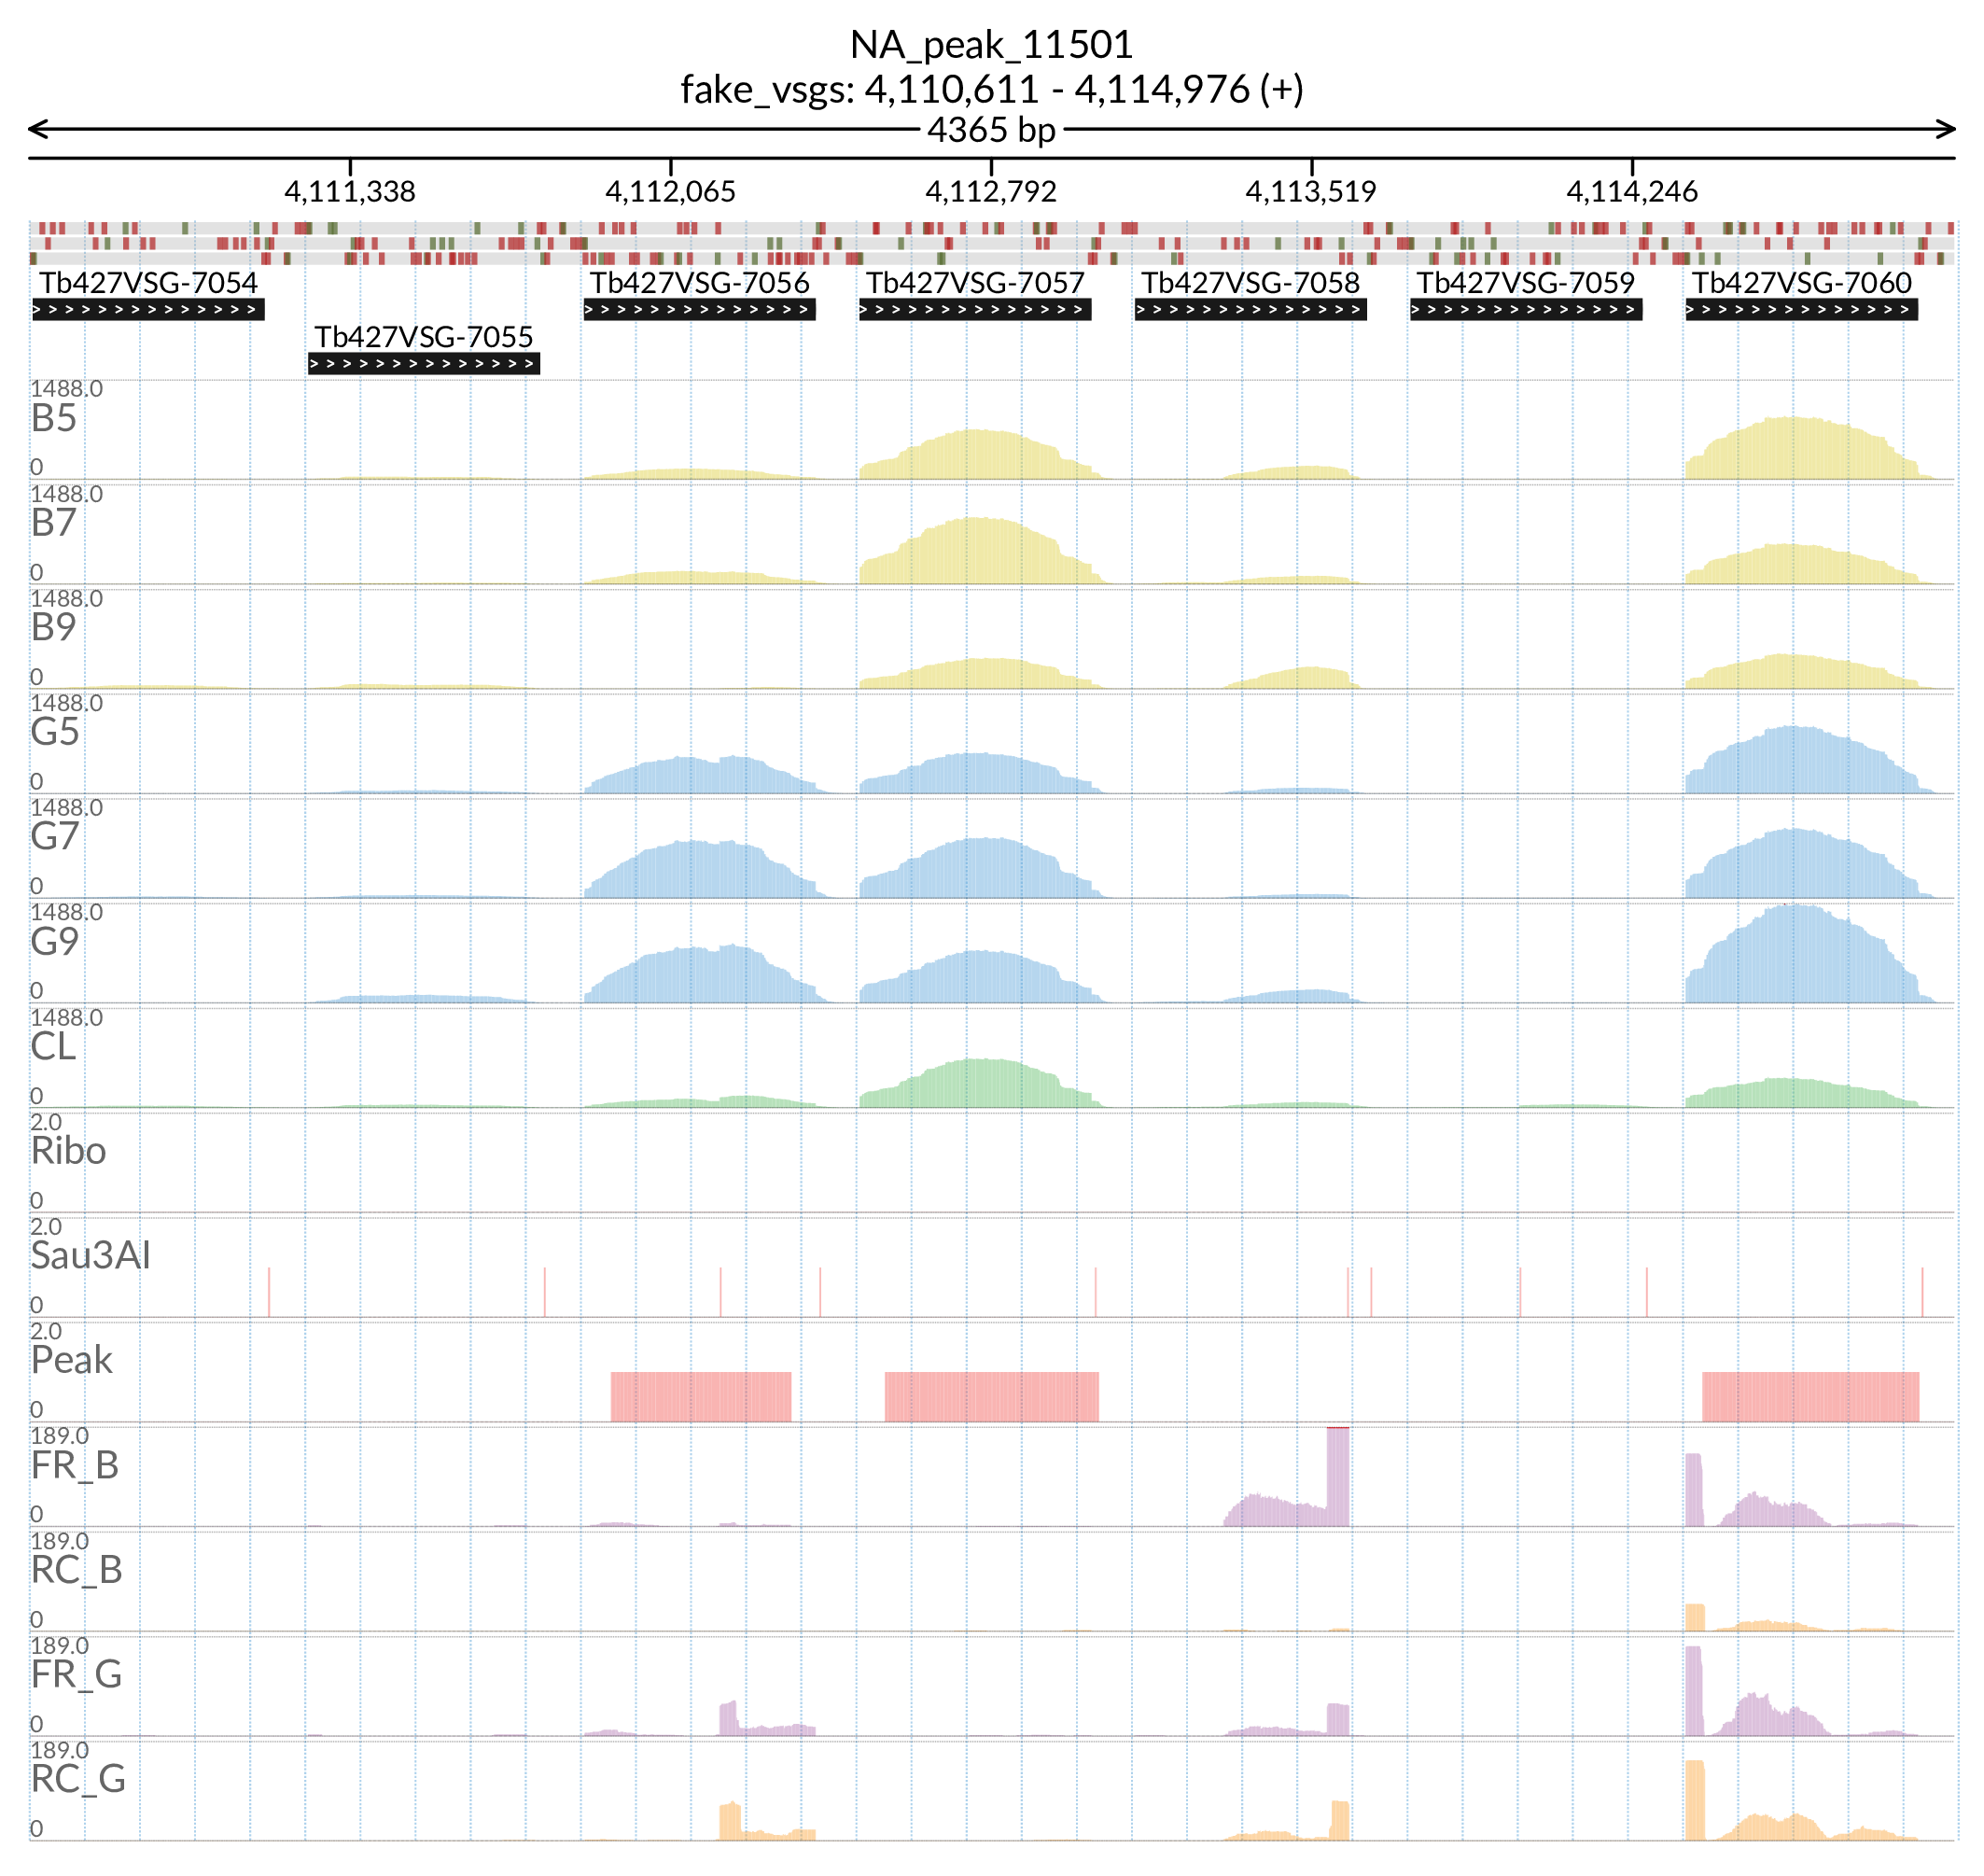 NA_peak_11501
fake_vsgs: 4,110,611 - 4,114,976 (+)
4365 bp
4,111,338 4,112,065 4,112,792 4,113,519 4,114,246
Tb427VSG-7054 Tb427VSG-7056 Tb427VSG-7057 Tb427VSG-7058 Tb427VSG-7059 Tb427VSG-7060
Tb427VSG-7055
1488.0
B5
0
1488.0
B7
0
1488.0
B9
0
1488.0
G5
0
1488.0
G7
0
1488.0
G9
0
1488.0
CL
0
2.0
Ribo
0
2.0
Sau3AI
0
2.0
Peak
0
189.0
FR_B
0
189.0
RC_B
0
189.0
FR_G
0
189.0
RC_G
0